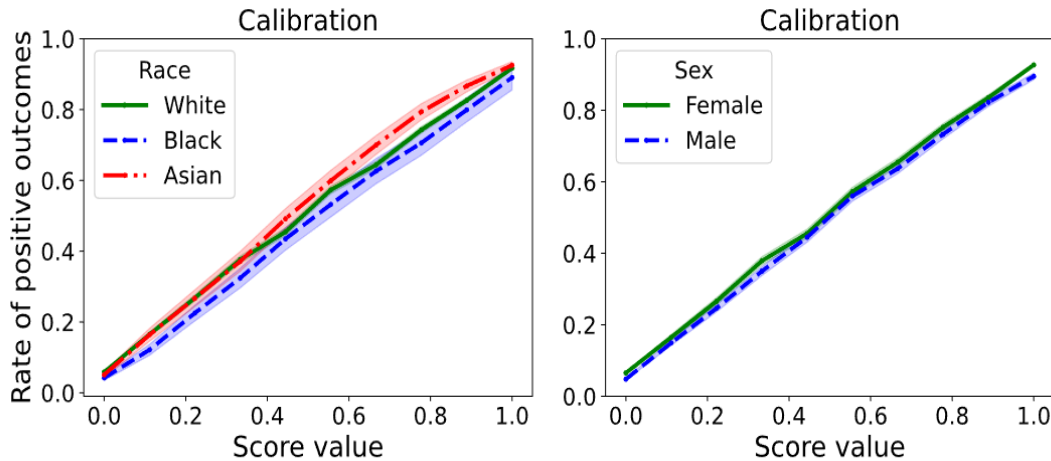 Calibration
Rate of positive outcomes
1.0
0.8
0.6
0.4
0.2
0.0
Race
White
Black
Asian
0.0 0.2 0.4 0.6 0.8 1.0
Score value
Calibration
1.0
0.8
0.6
0.4
0.2
0.0
Sex
Female
Male
0.0 0.2 0.4 0.6 0.8 1.0
Score value